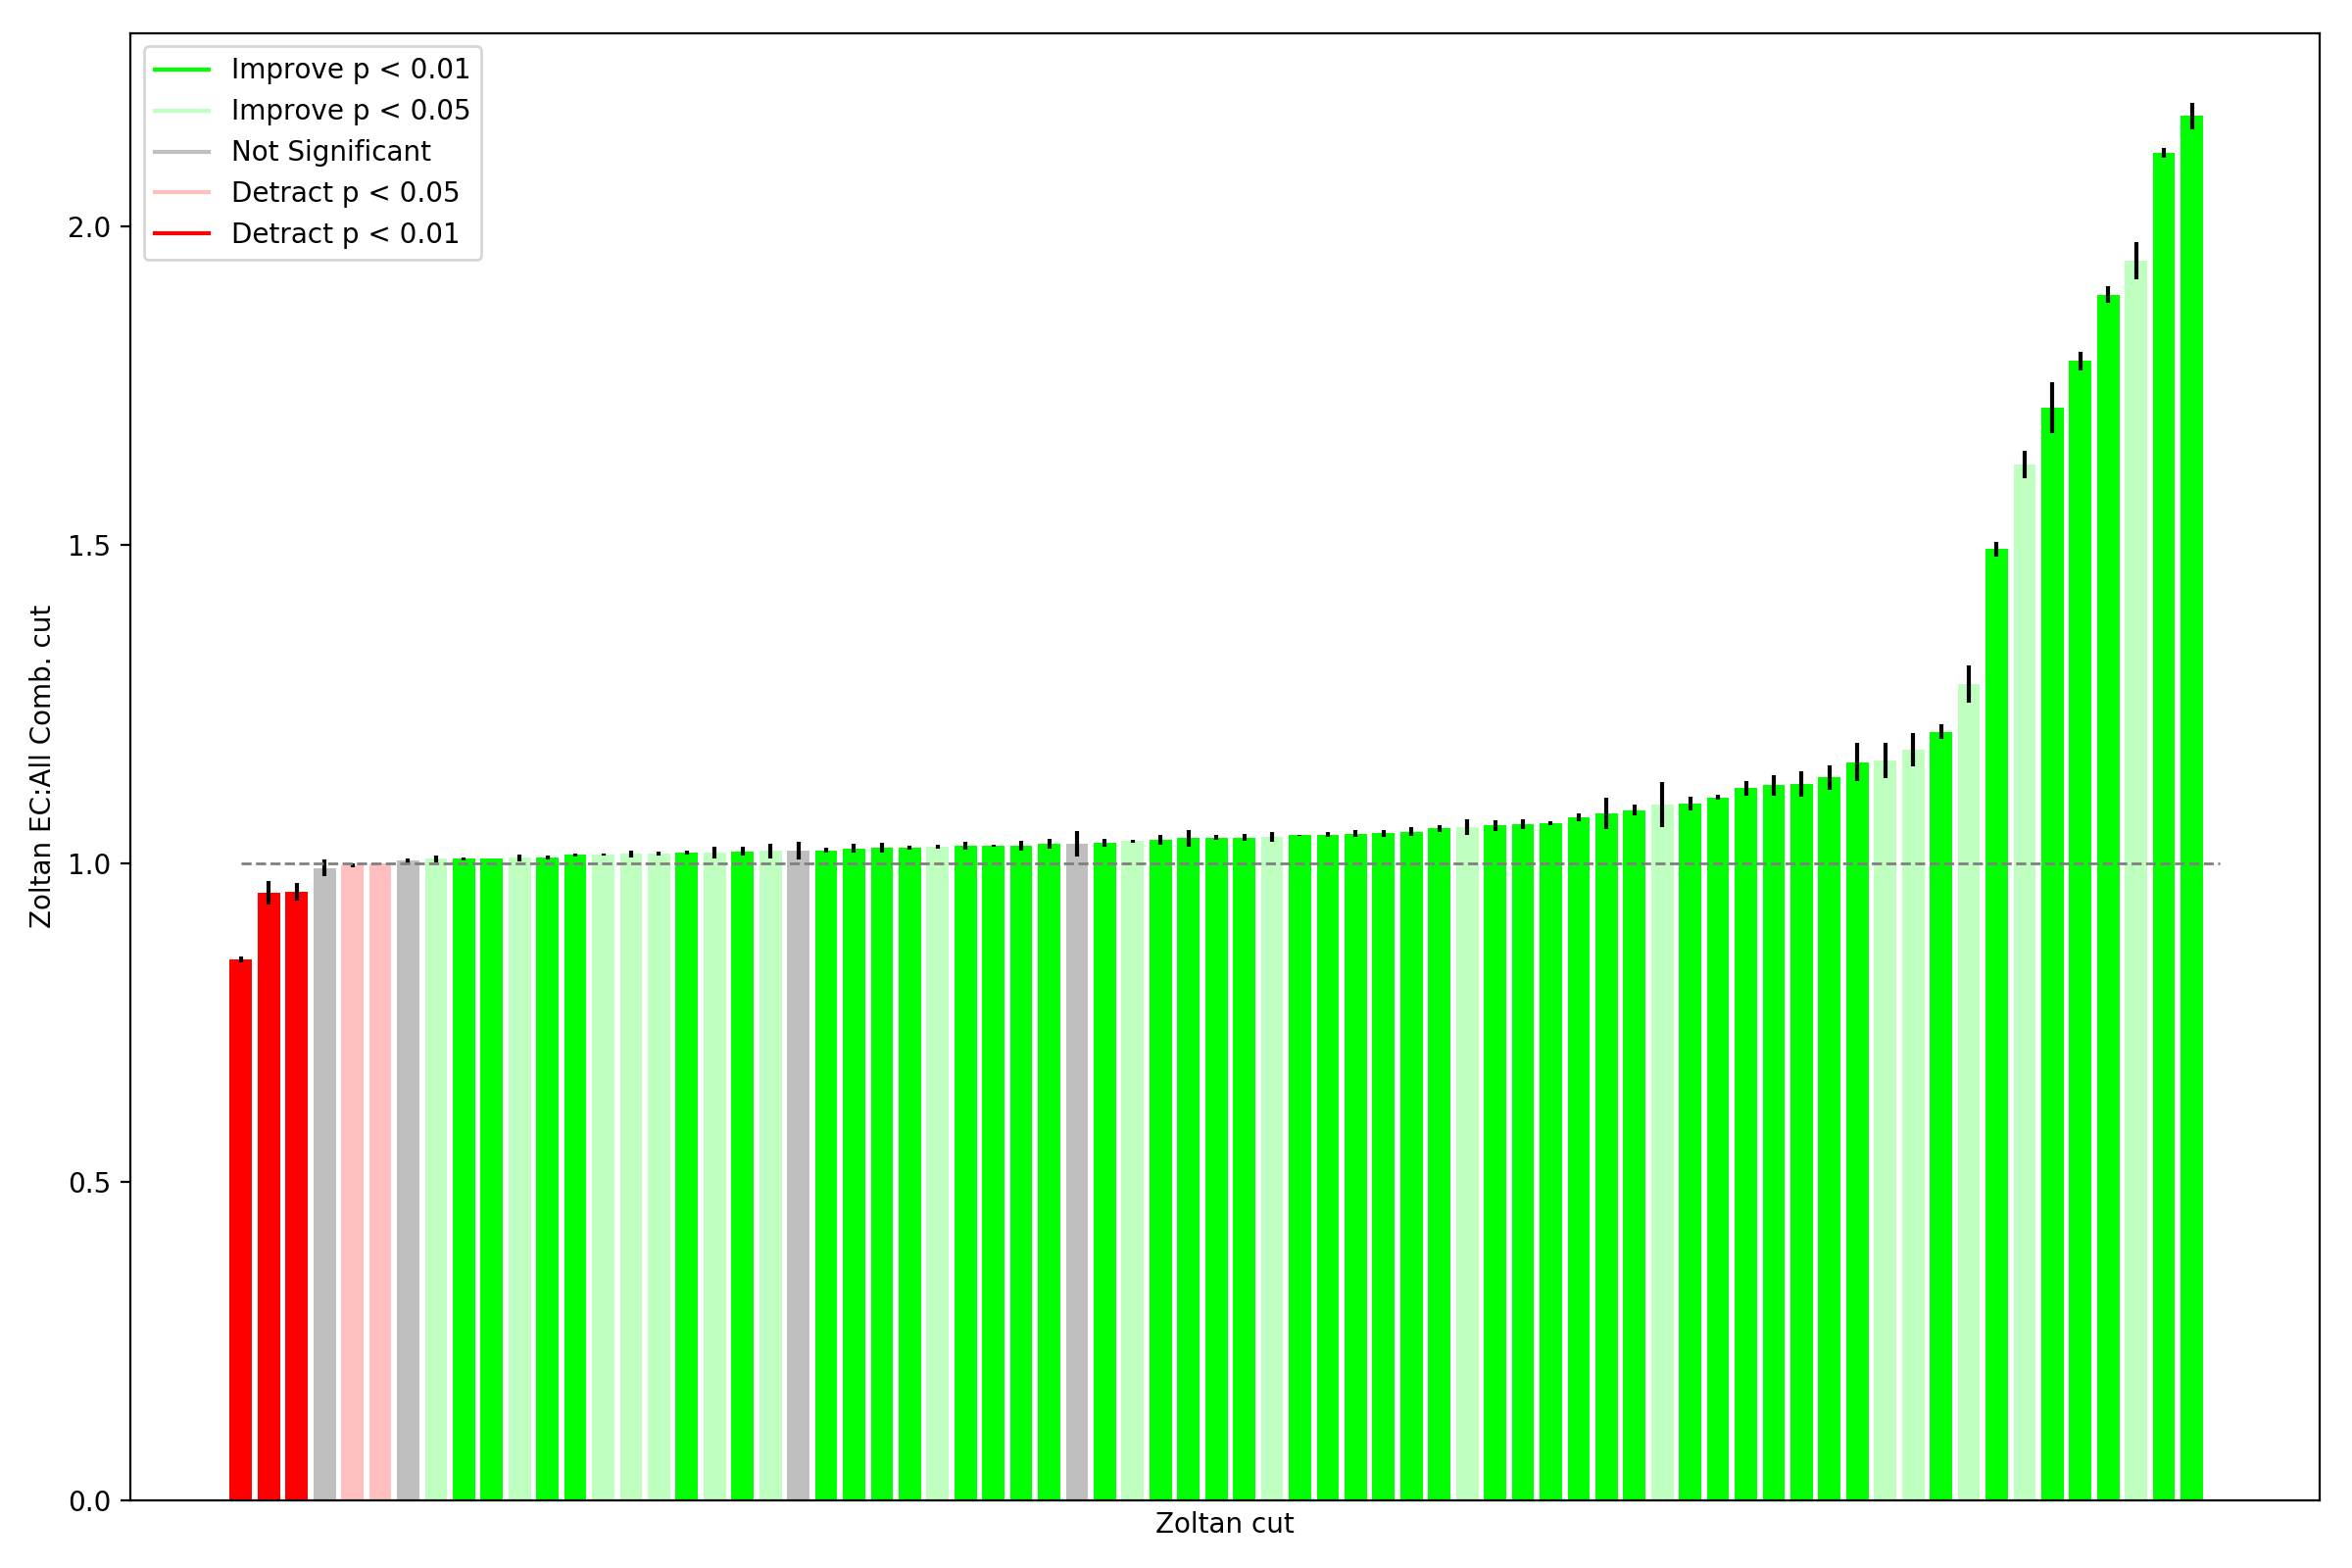 Improve p < 0.01
Improve p < 0.05
Not Significant
Detract p < 0.05
Detract p < 0.01
2.0
1.5
1.0
0.5
0.0
Zoltan EC:All Comb. cut
Zoltan cut